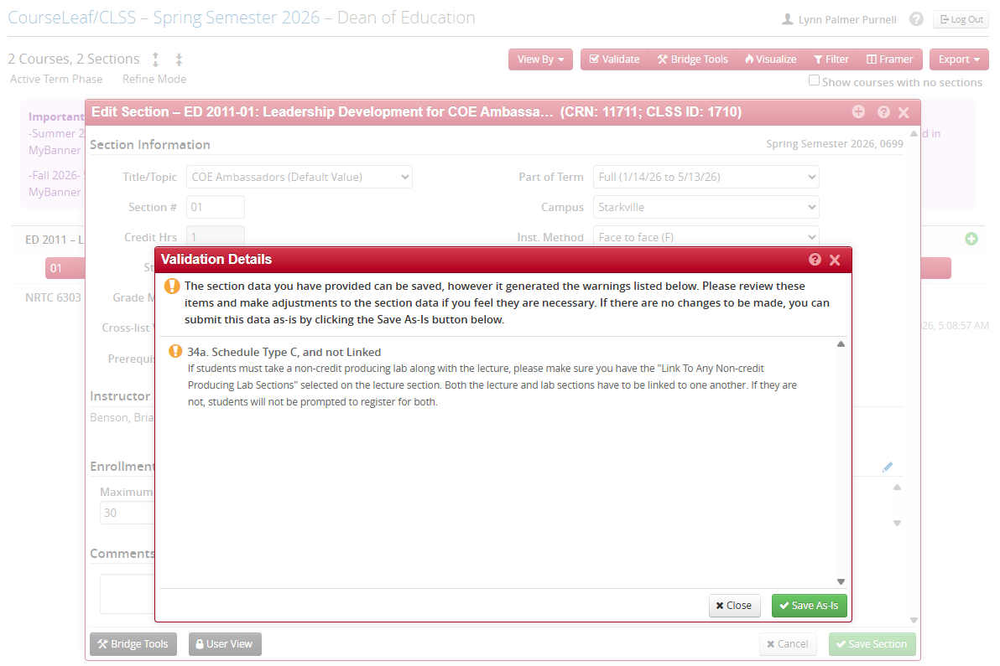 CourseLeaf/CLSS – Spring Semester 2026 – Dean of Education
Lynn Palmer Purnell
Log Out
2 Courses, 2 Sections
View By
Validate
Bridge Tools
Visualize
Filter
Framer
Export
Active Term Phase
Refine Mode
Show courses with no sections
Important
-Summer 2
d in
MyBanner
-Fall 2026-
MyBanner
Edit Section – ED 2011-01: Leadership Development for COE Ambassa... (CRN: 11711; CLSS ID: 1710)
Section Information
Spring Semester 2026, 0699
Title/Topic
COE Ambassadors (Default Value)
Part of Term
Full (1/14/26 to 5/13/26)
Section #
01
Campus
Starkville
Credit Hrs
1
Inst. Method
Face to face (F)
ED 2011 – L
01
NRTC 6303
26, 5:08:57 AM
St
Grade M
Cross-list
Prerequis
Instructor
Benson, Bria
Enrollment
Maximum
30
Comments
Validation Details
The section data you have provided can be saved, however it generated the warnings listed below. Please review these
items and make adjustments to the section data if you feel they are necessary. If there are no changes to be made, you can
submit this data as-is by clicking the Save As-Is button below.
34a. Schedule Type C, and not Linked
If students must take a non-credit producing lab along with the lecture, please make sure you have the "Link To Any Non-credit
Producing Lab Sections" selected on the lecture section. Both the lecture and lab sections have to be linked to one another. If they are
not, students will not be prompted to register for both.
Close
Save As-Is
Bridge Tools
User View
Cancel
Save Section